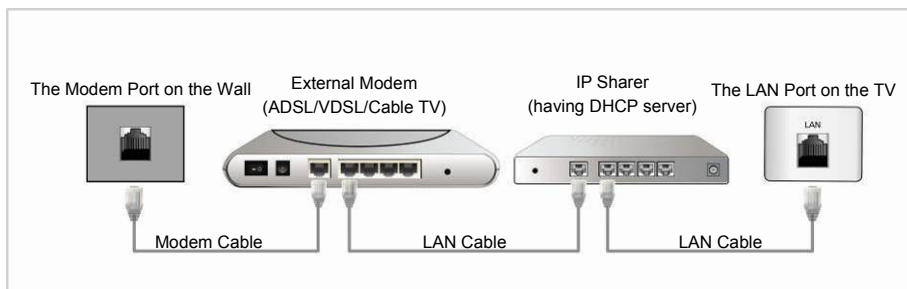 The Modem Port on the Wall
External Modem
(ADSL/VDSL/Cable TV)
IP Sharer
(having DHCP server)
The LAN Port on the TV
LAN
Modem Cable
LAN Cable
LAN Cable